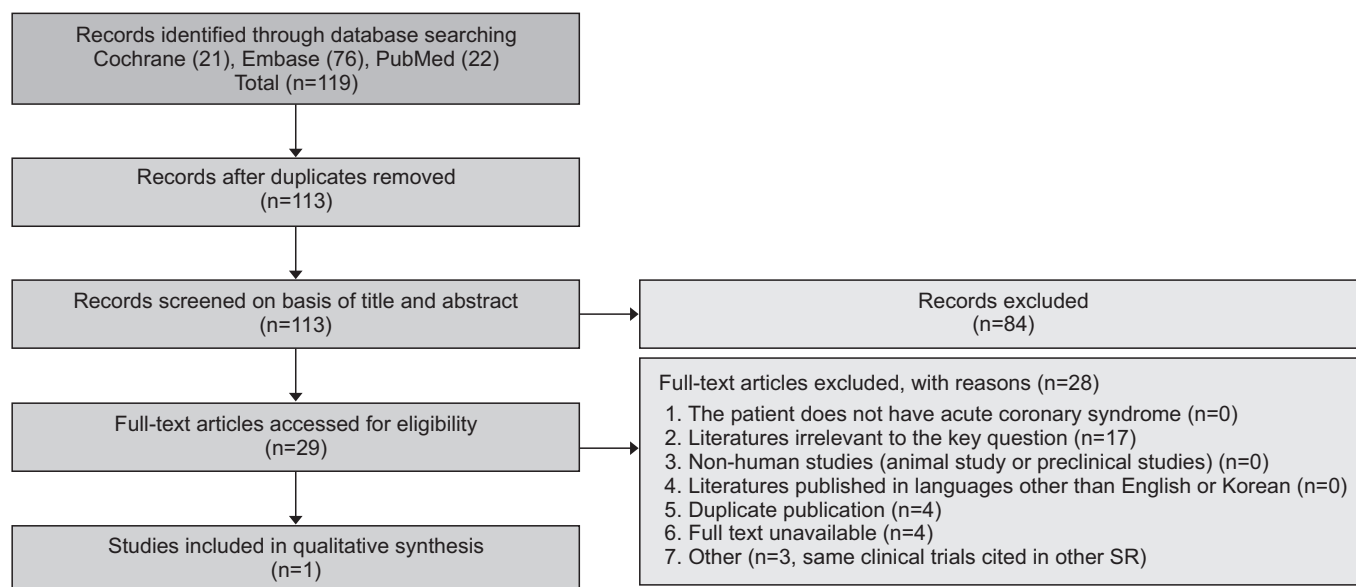 Records identified through database searching
Cochrane (21), Embase (76), PubMed (22)
Total (n=119)
Records after duplicates removed
(n=113)
Records screened on basis of title and abstract
(n=113)
Records excluded
(n=84)
Full-text articles accessed for eligibility
(n=29)
Full-text articles excluded, with reasons (n=28)
1. The patient does not have acute coronary syndrome (n=0)
2. Literatures irrelevant to the key question (n=17)
3. Non-human studies (animal study or preclinical studies) (n=0)
4. Literatures published in languages other than English or Korean (n=0)
5. Duplicate publication (n=4)
6. Full text unavailable (n=4)
7. Other (n=3, same clinical trials cited in other SR)
Studies included in qualitative synthesis
(n=1)